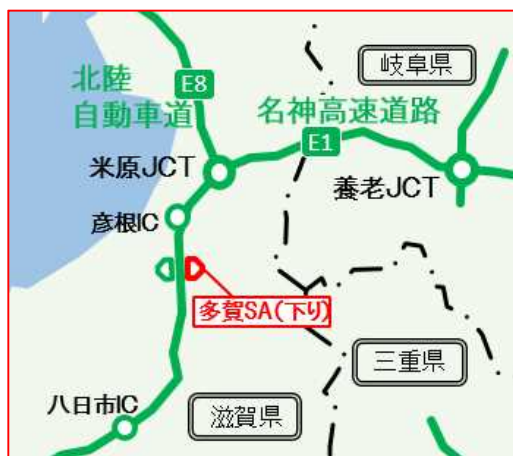 岐阜県
北陸
自動車道
E8
名神高速道路
E1
米原JCT
養老JCT
彦根IC
多賀SA(下り)
三重県
八日市IC
滋賀県